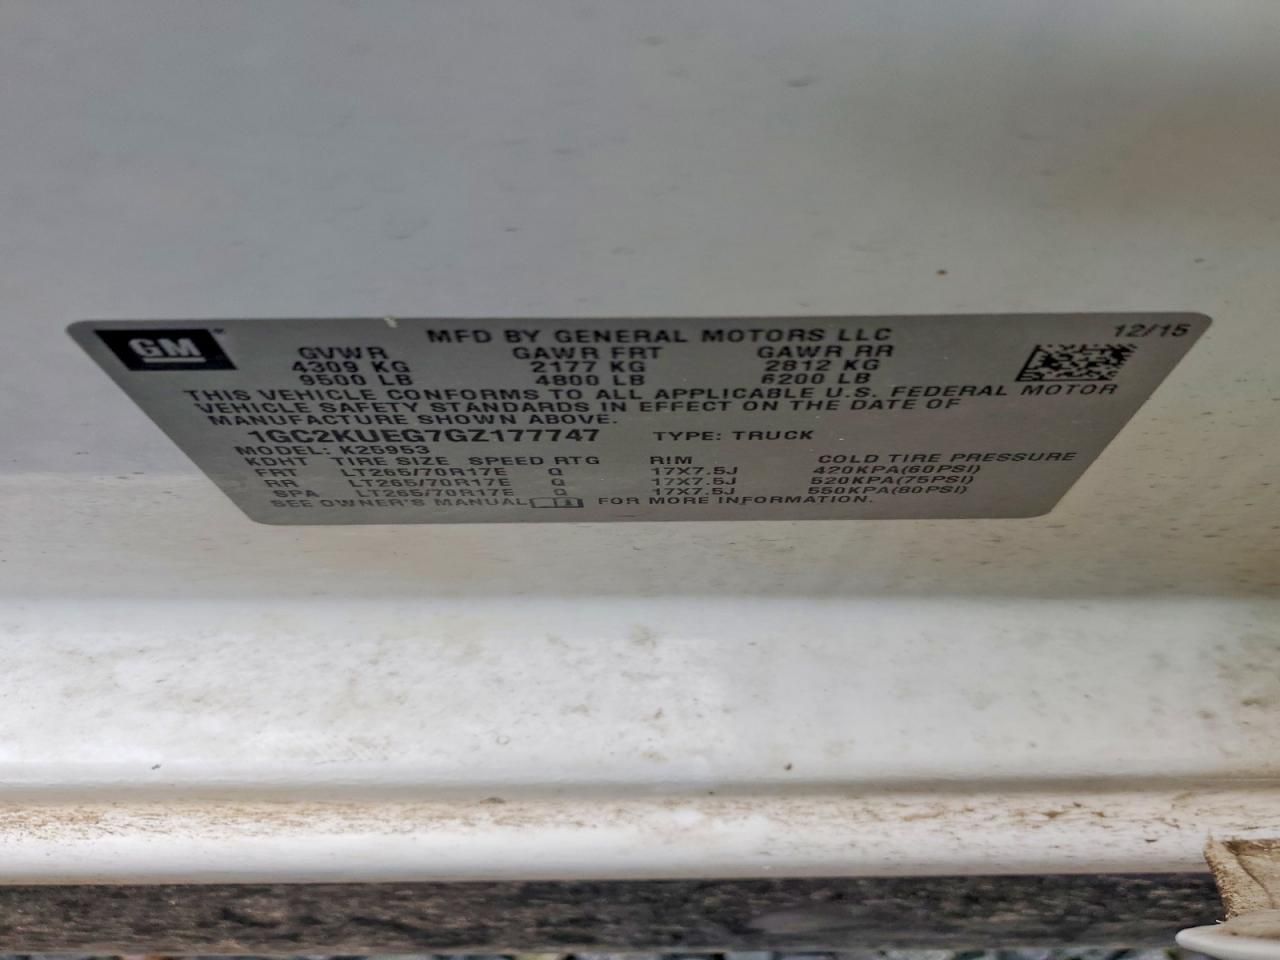 GM
MFD BY GENERAL MOTORS LLC
12/15
GVWR GAWR FRT GAWR RR
4309 KG 2177 KG 2812 KG
9500 LB 4800 LB 6200 LB
THIS VEHICLE CONFORMS TO ALL APPLICABLE U.S. FEDERAL MOTOR
VEHICLE SAFETY STANDARDS IN EFFECT ON THE DATE OF
MANUFACTURE SHOWN ABOVE.
1GC2KUEG7GZ177747 TYPE: TRUCK
MODEL: K25953
KDNT TIRE SIZE SPEED RTG RIM COLD TIRE PRESSURE
FRT LT265/70R17E Q 17X7.5J 420KPA(60PSI)
RR LT265/70R17E Q 17X7.5J 520KPA(75PSI)
SPA LT265/70R17E Q 17X7.5J 550KPA(80PSI)
SEE OWNER'S MANUAL FOR MORE INFORMATION.